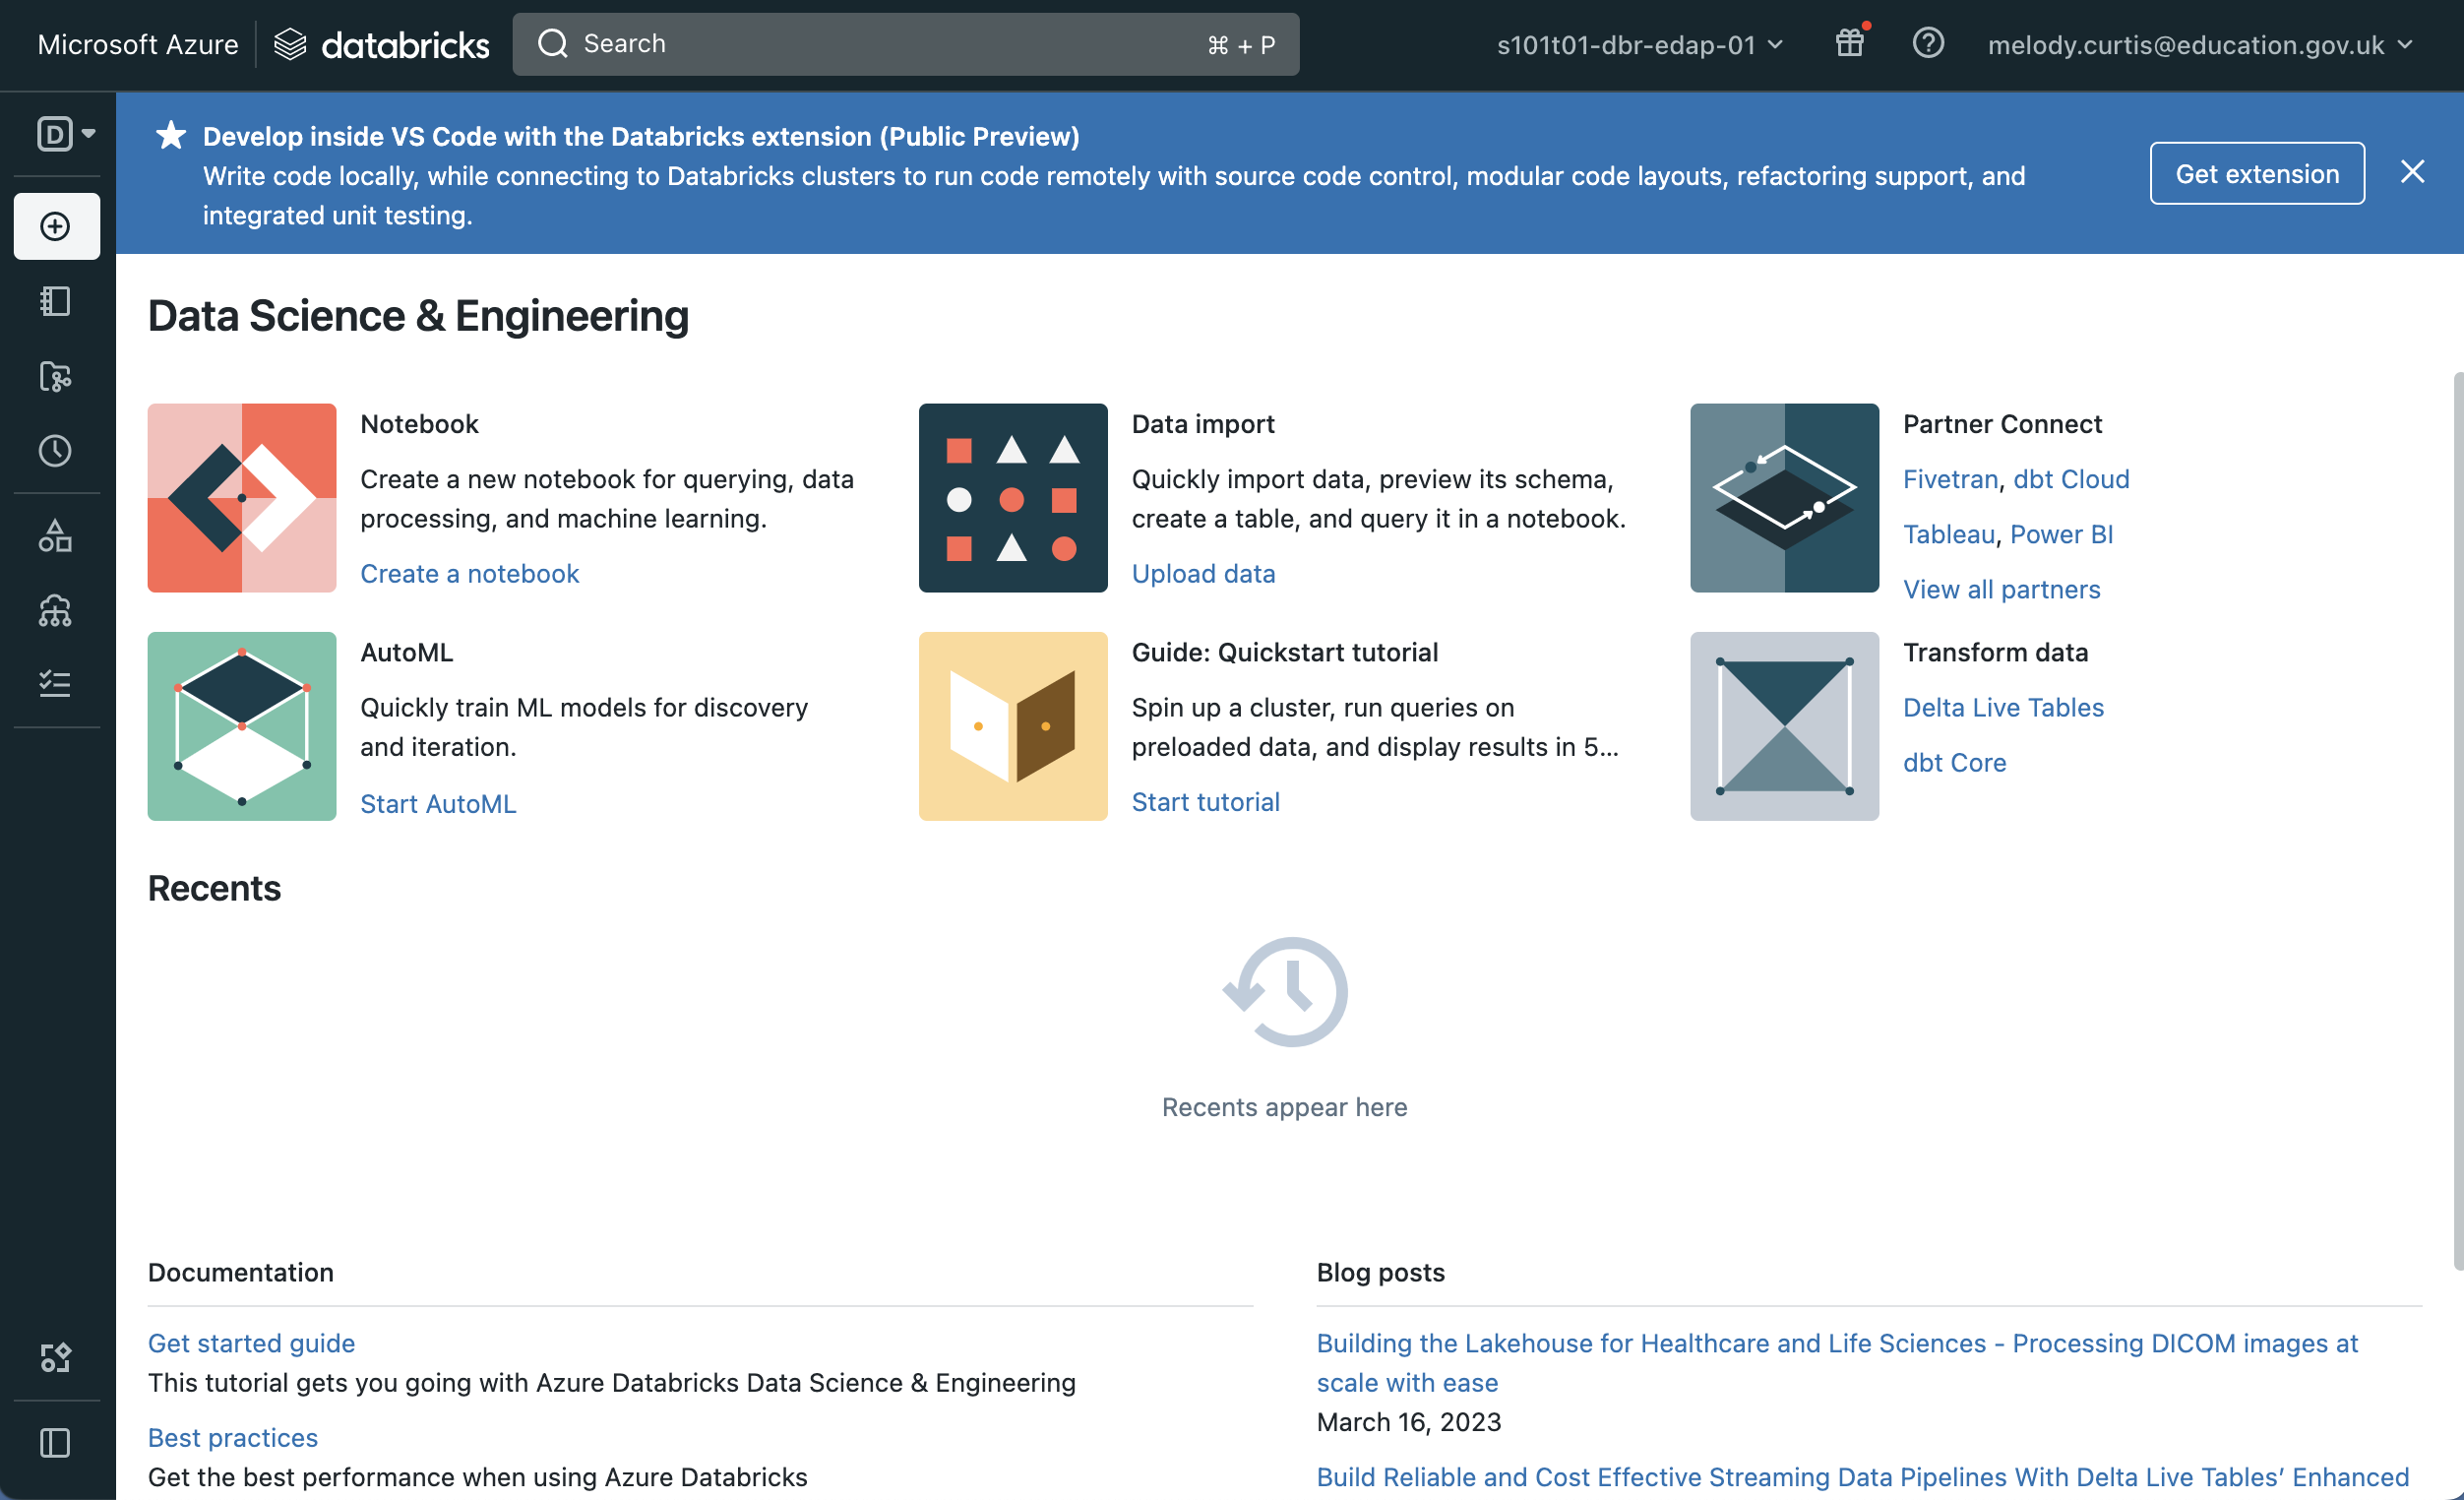 Microsoft Azure databricks Search ⌘ + P s101t01-dbr-edap-01 melody.curtis@education.gov.uk
D
Develop inside VS Code with the Databricks extension (Public Preview)
Write code locally, while connecting to Databricks clusters to run code remotely with source code control, modular code layouts, refactoring support, and
integrated unit testing.
Get extension
Data Science & Engineering
Notebook
Create a new notebook for querying, data
processing, and machine learning.
Create a notebook
Data import
Quickly import data, preview its schema,
create a table, and query it in a notebook.
Upload data
Partner Connect
Fivetran, dbt Cloud
Tableau, Power BI
View all partners
AutoML
Quickly train ML models for discovery
and iteration.
Start AutoML
Guide: Quickstart tutorial
Spin up a cluster, run queries on
preloaded data, and display results in 5...
Start tutorial
Transform data
Delta Live Tables
dbt Core
Recents
Recents appear here
Documentation
Get started guide
This tutorial gets you going with Azure Databricks Data Science & Engineering
Best practices
Get the best performance when using Azure Databricks
Blog posts
Building the Lakehouse for Healthcare and Life Sciences - Processing DICOM images at
scale with ease
March 16, 2023
Build Reliable and Cost Effective Streaming Data Pipelines With Delta Live Tables’ Enhanced